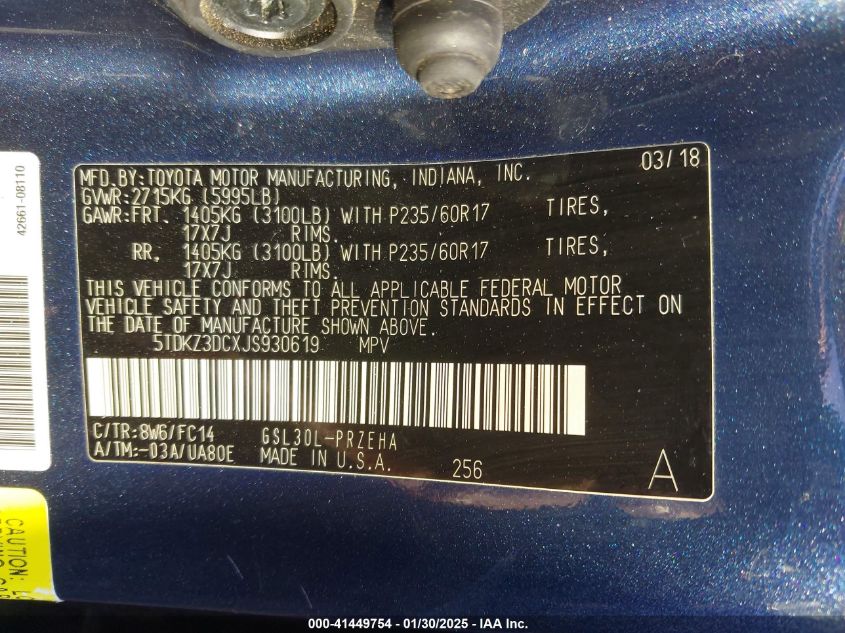 MFD.BY:TOYOTA MOTOR MANUFACTURING, INDIANA, INC. 03/18
GVWR:2715KG (5995LB)
GAWR:FRT. 1405KG (3100LB) WITH P235/60R17 TIRES,
17X7J RIMS.
RR. 1405KG (3100LB) WITH P235/60R17 TIRES,
17X7J RIMS.
THIS VEHICLE CONFORMS TO ALL APPLICABLE FEDERAL MOTOR
VEHICLE SAFETY AND THEFT PREVENTION STANDARDS IN EFFECT ON
THE DATE OF MANUFACTURE SHOWN ABOVE.
5TDKZ3DCXJS930619 MPV
C/TR:8W6/FC14 GSL30L-PRZEHA
A/TM:-03A/UA80E MADE IN U.S.A. 256 A
42661-08110
CAUTION:
000-41449754 - 01/30/2025 - IAA Inc.